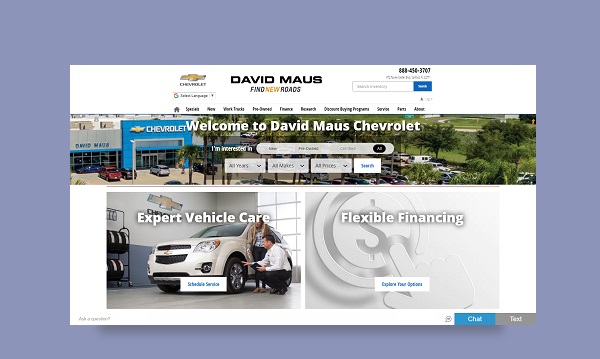 888-450-3707
CHEVROLET
DAVID MAUS
FIND NEW ROADS
Search Inventory
Search
Select Language
Specials New Work Trucks Pre-Owned Finance Research Discount Buying Programs Service Parts About
CHEVROLET
DAVID MAUS
Welcome to David Maus Chevrolet
I'm interested in New Pre-Owned Certified All
All Years All Makes All Prices Search
Expert Vehicle Care
Schedule Service
Flexible Financing
Explore Your Options
Ask a question?
Chat
Text